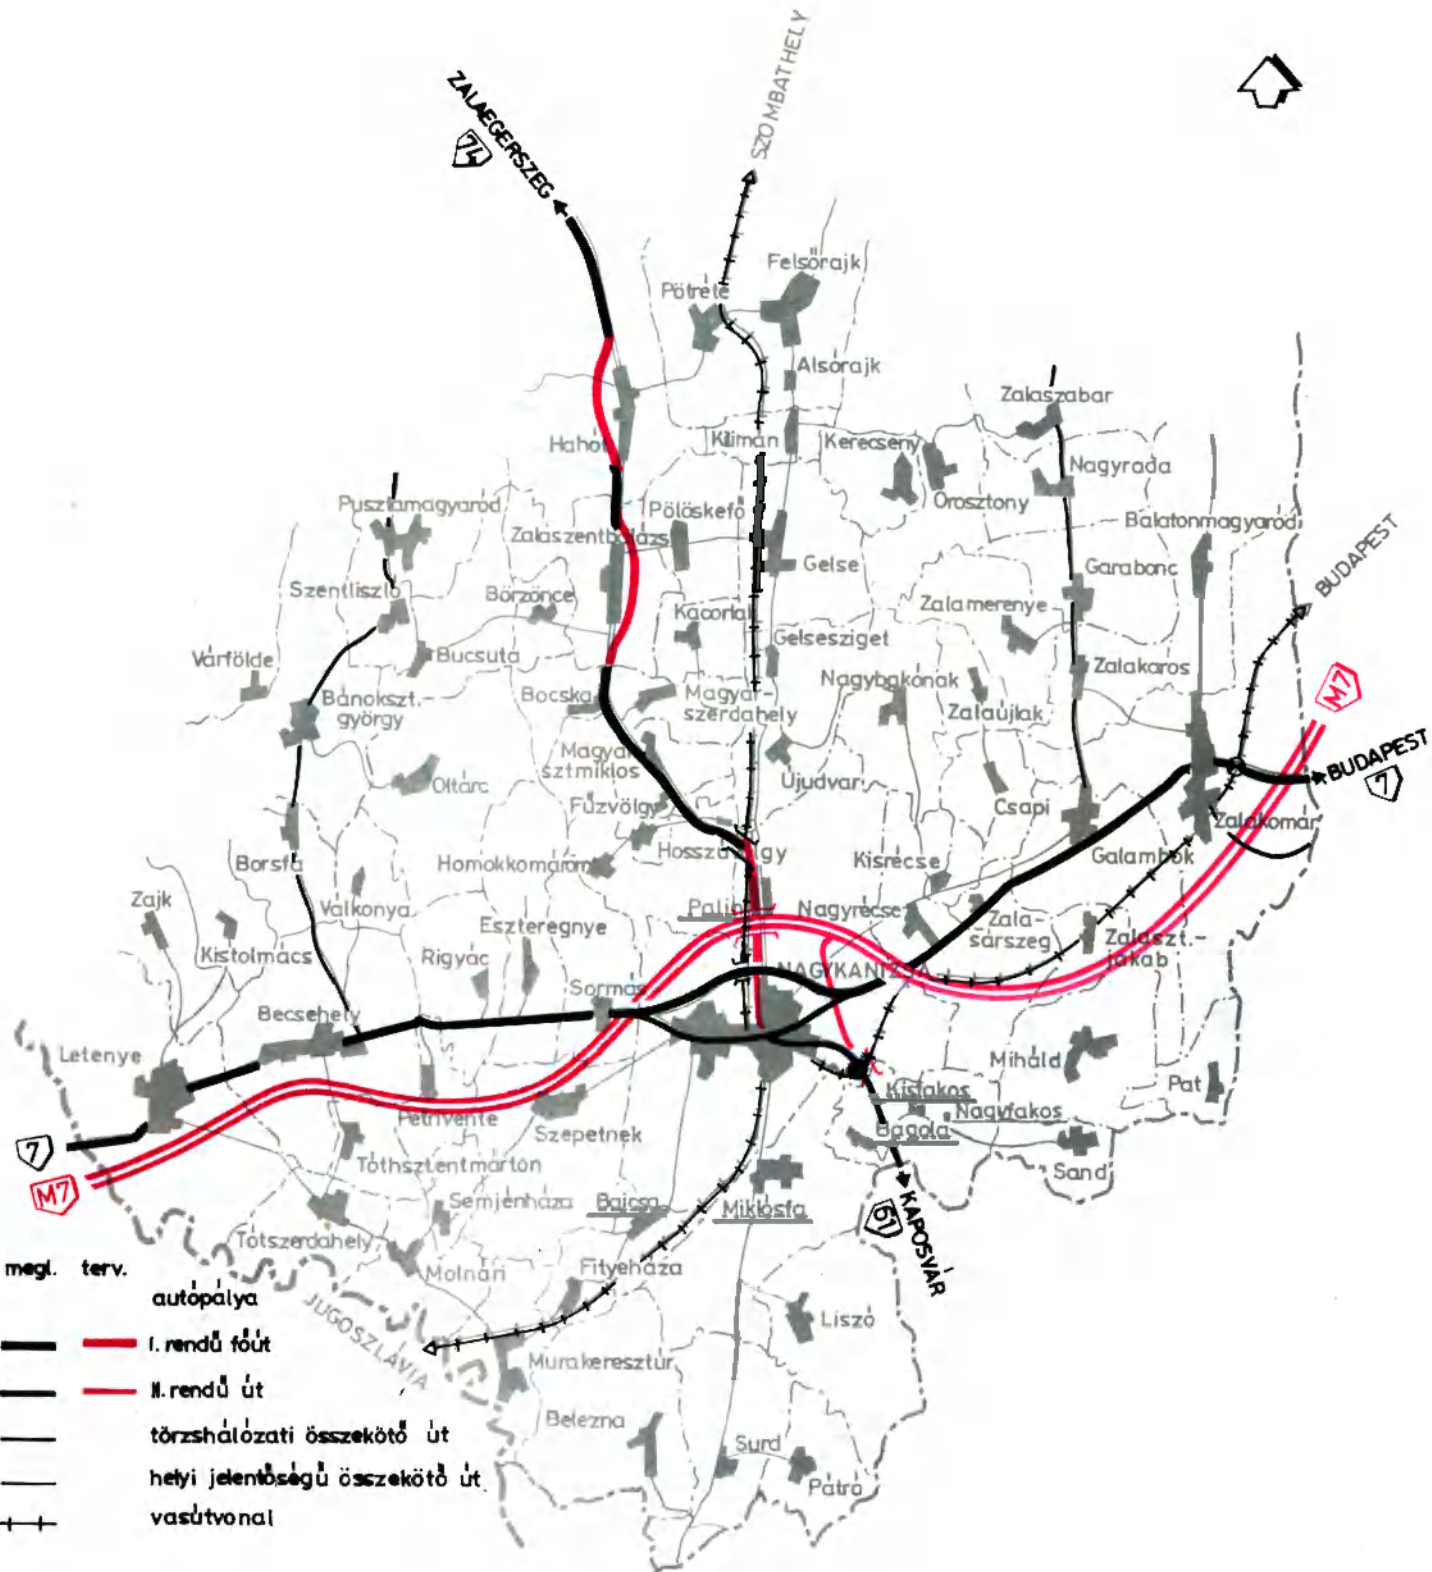 ZALAEGERSZEG
74
SZOMBATHELY
Felsőrajk
Pötréte
Alsórajk
Zalaszabar
Hahót
Kilimán
Kerecseny
Nagyrada
Orosztony
Pusztamagyaród
Pölöskefő
Zalaszentbalázs
Balatonmagyaród
BUDAPEST
Gelse
Garabonc
Szentliszló
Börzönce
Kacorlak
Zalamerenye
Gelsesziget
Várfölde
Bucsuta
Zalakaros
Bánokszt.
györgy
Bocska
Magyar-
szerdahely
Nagybakónak
Zalaújlak
M7
Magyar
sztmiklós
BUDAPEST
7
Oltárc
Újudvar
Fűzvölgy
Csapi
Zalakomár
Borsfa
Homokkomárom
Hosszúvölgy
Kisrécse
Galambok
Zajk
Valkonya
Palin
Nagyrécse
Eszteregnye
Zala-
sárszeg
Kistolmács
Rigyác
Zalaszt.-
jakab
NAGYKANIZSA
Sormás
Becsehely
Letenye
Miháld
Pat
Kisfakos
Nagyfakos
Petrivente
Szepetnek
Bagola
7
Tóthsztentmárton
Sand
M7
Semjénháza
Bajcsa
Miklósfa
61
KAPOSVÁR
Tótszerdahely
Molnári
Fityeháza
megl. terv.
autópálya
JUGOSZLÁVIA
Liszó
I. rendű főút
Murakeresztúr
II. rendű út
Belezna
törzshálózati összekötő út
Surd
helyi jelentőségű összekötő út
Pátró
vasútvonal